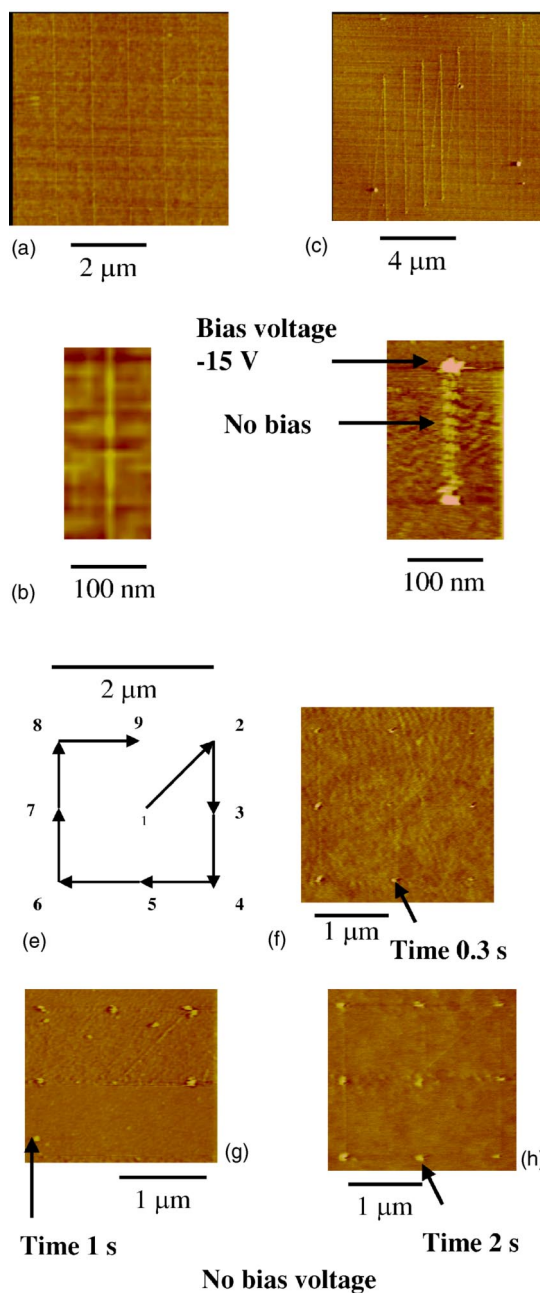 (a)
2 μm
(c)
4 μm
Bias voltage
-15 V
No bias
(b)
100 nm
100 nm
2 μm
8
9
2
7
1
3
6
5
4
(e)
(f)
1 μm
Time 0.3 s
(g)
(h)
1 μm
1 μm
Time 1 s
Time 2 s
No bias voltage